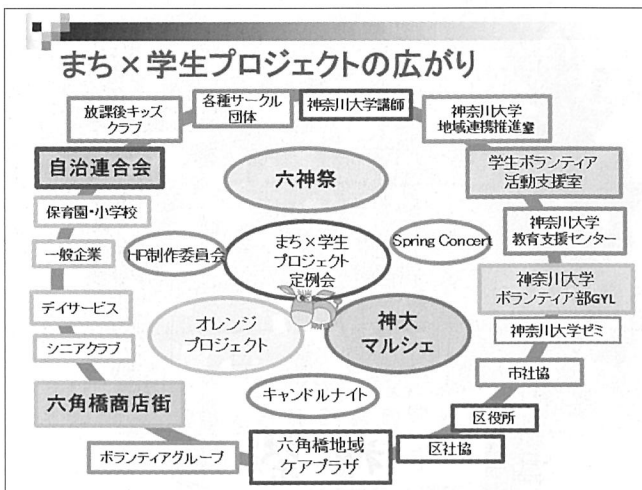 まち×学生プロジェクトの広がり
放課後キッズ
クラブ
各種サークル
団体
神奈川大学講師
神奈川大学
地域連携推進室
自治連合会
六神祭
学生ボランティア
活動支援室
保育園・小学校
神奈川大学
教育支援センター
一般企業
HP制作委員会
まち×学生
プロジェクト
定例会
Spring Concert
神奈川大学
ボランティア部GYL
デイサービス
オレンジ
プロジェクト
神大
マルシェ
神奈川大学ゼミ
シニアクラブ
市社協
六角橋商店街
キャンドルナイト
区役所
ボランティアグループ
六角橋地域
ケアプラザ
区社協